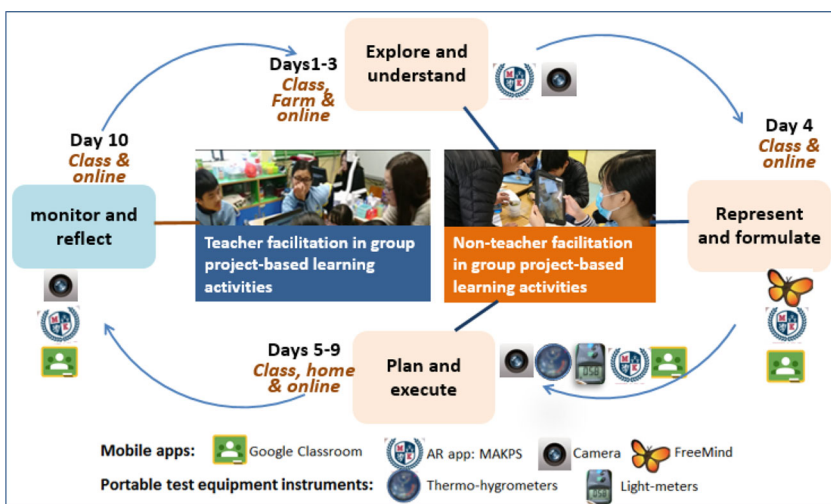 Explore and
understand
Days1-3
Class,
Farm &
online
Day 4
Class &
online
Represent
and formulate
Day 10
Class &
online
monitor and
reflect
Teacher facilitation in group
project-based learning
activities
Non-teacher facilitation
in group project-based
learning activities
Days 5-9
Class, home
& online
Plan and
execute
Mobile apps:
Google Classroom
AR app: MAKPS
Camera
FreeMind
Portable test equipment instruments:
Thermo-hygrometers
Light-meters